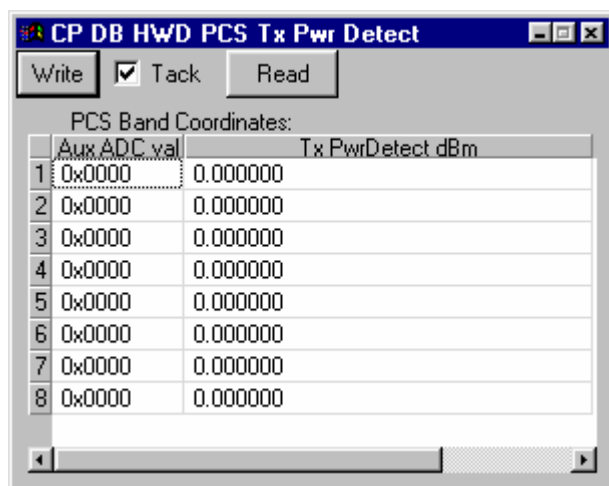 CP DB HWD PCS Tx Pwr Detect
Write Tack Read
PCS Band Coordinates:
Aux ADC val Tx PwrDetect dBm
1 0x0000 0.000000
2 0x0000 0.000000
3 0x0000 0.000000
4 0x0000 0.000000
5 0x0000 0.000000
6 0x0000 0.000000
7 0x0000 0.000000
8 0x0000 0.000000